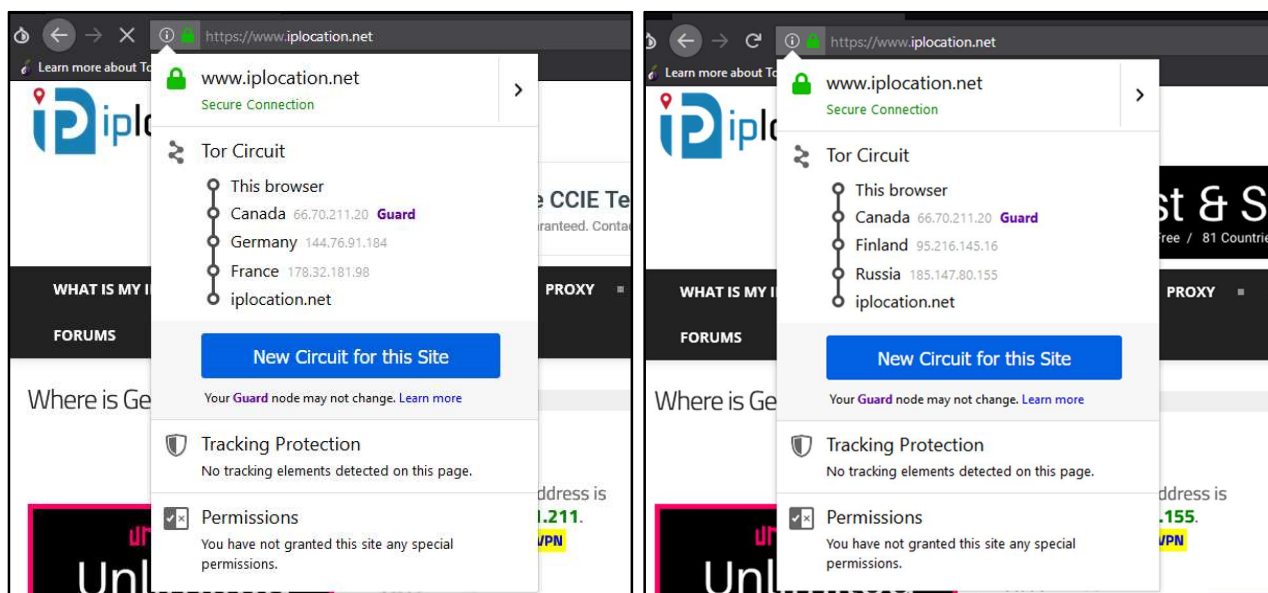 https://www.iplocation.net
Learn more about To
www.iplocation.net
Secure Connection
iplo
Tor Circuit
This browser
Canada 66.70.211.20 Guard
Germany 144.76.91.184
France 178.32.181.98
iplocation.net
e CCIE Te
aranteed. Conta
WHAT IS MY I
PROXY
FORUMS
New Circuit for this Site
Your Guard node may not change. Learn more
Where is Ge
Tracking Protection
No tracking elements detected on this page.
ddress is
1.211.
VPN
Permissions
You have not granted this site any special
permissions.
un
Unlimited
https://www.iplocation.net
Learn more about To
www.iplocation.net
Secure Connection
iplo
Tor Circuit
This browser
Canada 66.70.211.20 Guard
Finland 95.216.145.16
Russia 185.147.80.155
iplocation.net
st & S
Free / 81 Countrie
WHAT IS MY I
PROXY
FORUMS
New Circuit for this Site
Your Guard node may not change. Learn more
Where is Ge
Tracking Protection
No tracking elements detected on this page.
ddress is
.155.
VPN
Permissions
You have not granted this site any special
permissions.
un
Unlimited